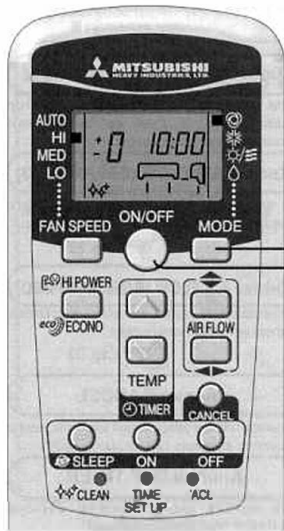 MITSUBISHI
HEAVY INDUSTRIES, LTD.
AUTO
HI
MED
LO
+
- 0 10:00
ON/OFF
FAN SPEED
MODE
HI POWER
eco ECONO
AIR FLOW
TEMP
TIMER
CANCEL
SLEEP ON OFF
CLEAN TIME SET UP ACL